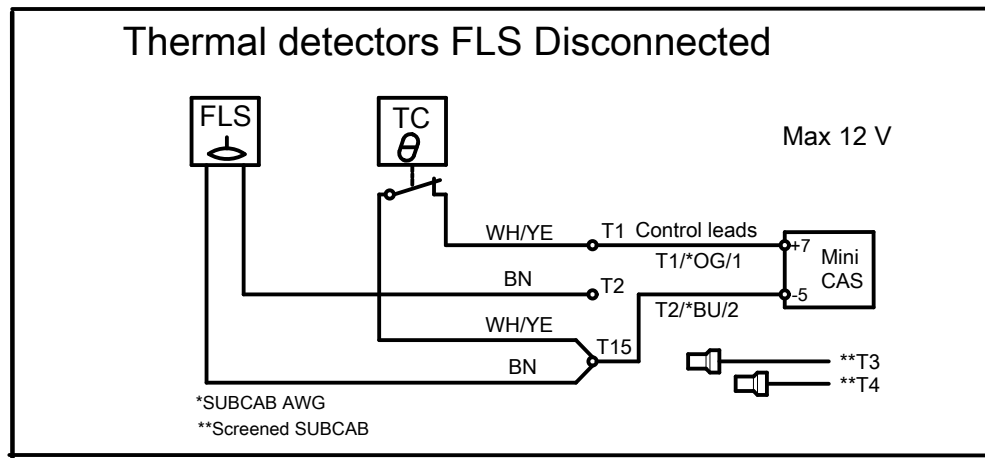 Thermal detectors FLS Disconnected
FLS
TC
θ
Max 12 V
WH/YE
T1
Control leads
+7
T1/*OG/1
Mini
CAS
BN
T2
-5
T2/*BU/2
WH/YE
T15
BN
**T3
**T4
*SUBCAB AWG
**Screened SUBCAB